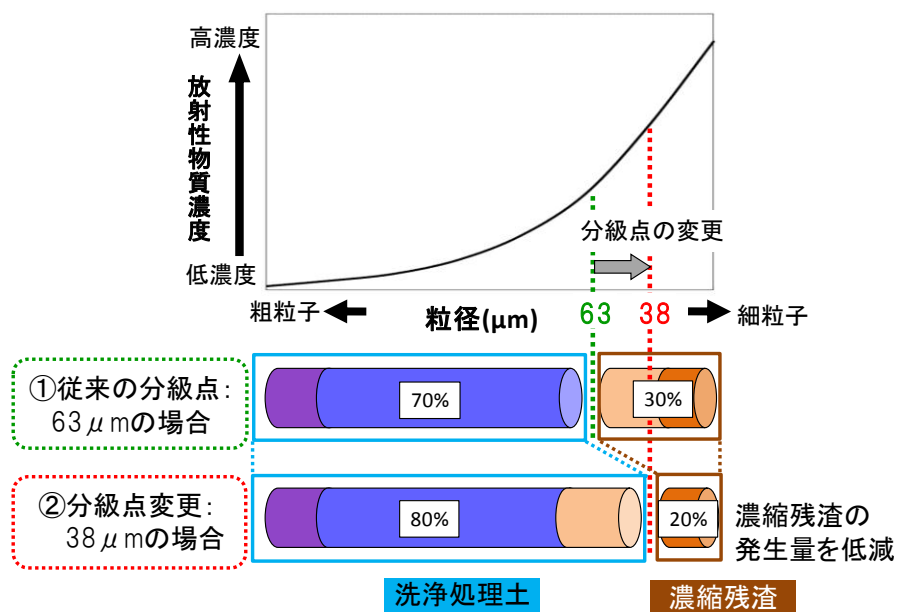 高濃度
放射性物質濃度
低濃度
分級点の変更
粗粒子
粒径(μm)
63
38
細粒子
①従来の分級点：
63μmの場合
70%
30%
②分級点変更：
38μmの場合
80%
20%
濃縮残渣の
発生量を低減
洗浄処理土
濃縮残渣